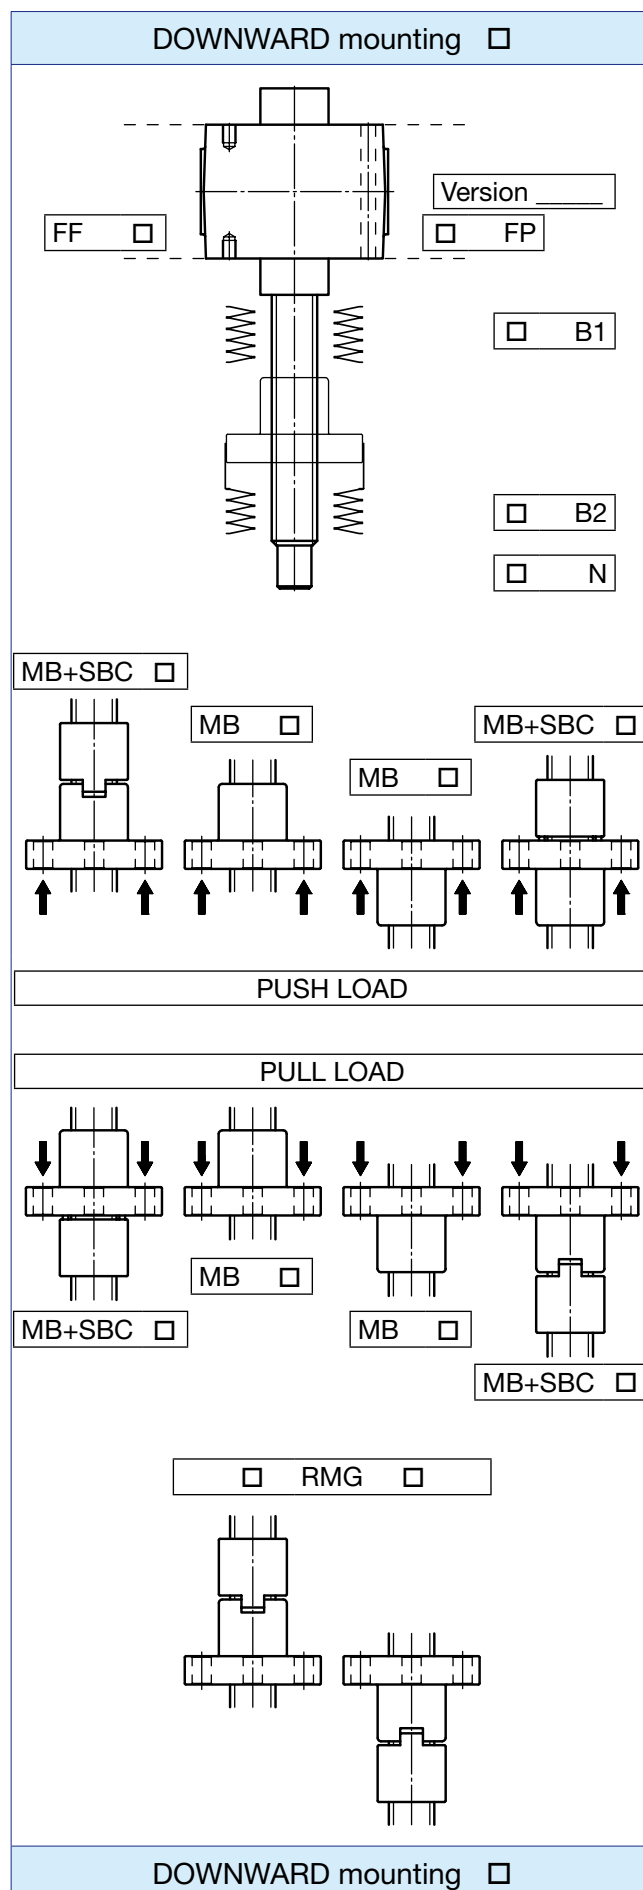 DOWNWARD mounting
Version _____
FF
FP
B1
B2
N
MB+SBC
MB
MB+SBC
MB
PUSH LOAD
PULL LOAD
MB
MB+SBC
MB
MB+SBC
RMG
DOWNWARD mounting